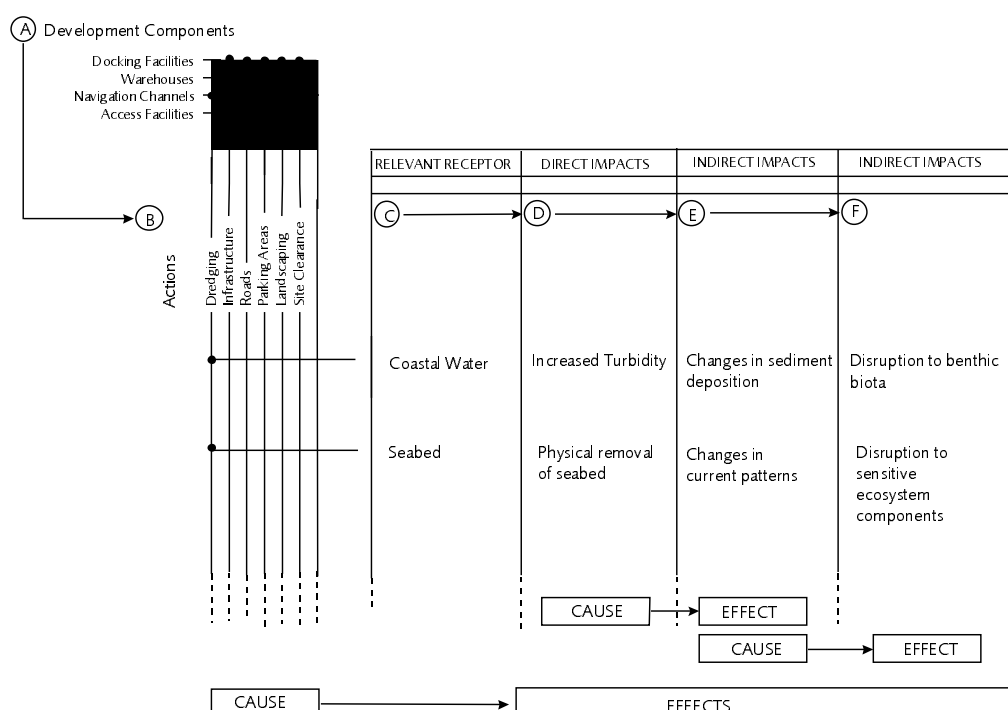 A Development Components
Docking Facilities
Warehouses
Navigation Channels
Access Facilities
RELEVANT RECEPTOR
DIRECT IMPACTS
INDIRECT IMPACTS
INDIRECT IMPACTS
B
C
D
E
F
Actions
Dredging
Infrastructure
Roads
Parking Areas
Landscaping
Site Clearance
Coastal Water
Increased Turbidity
Changes in sediment
deposition
Disruption to benthic
biota
Seabed
Physical removal
of seabed
Changes in
current patterns
Disruption to
sensitive
ecosystem
components
CAUSE
EFFECT
CAUSE
EFFECT
CAUSE
EFFECTS